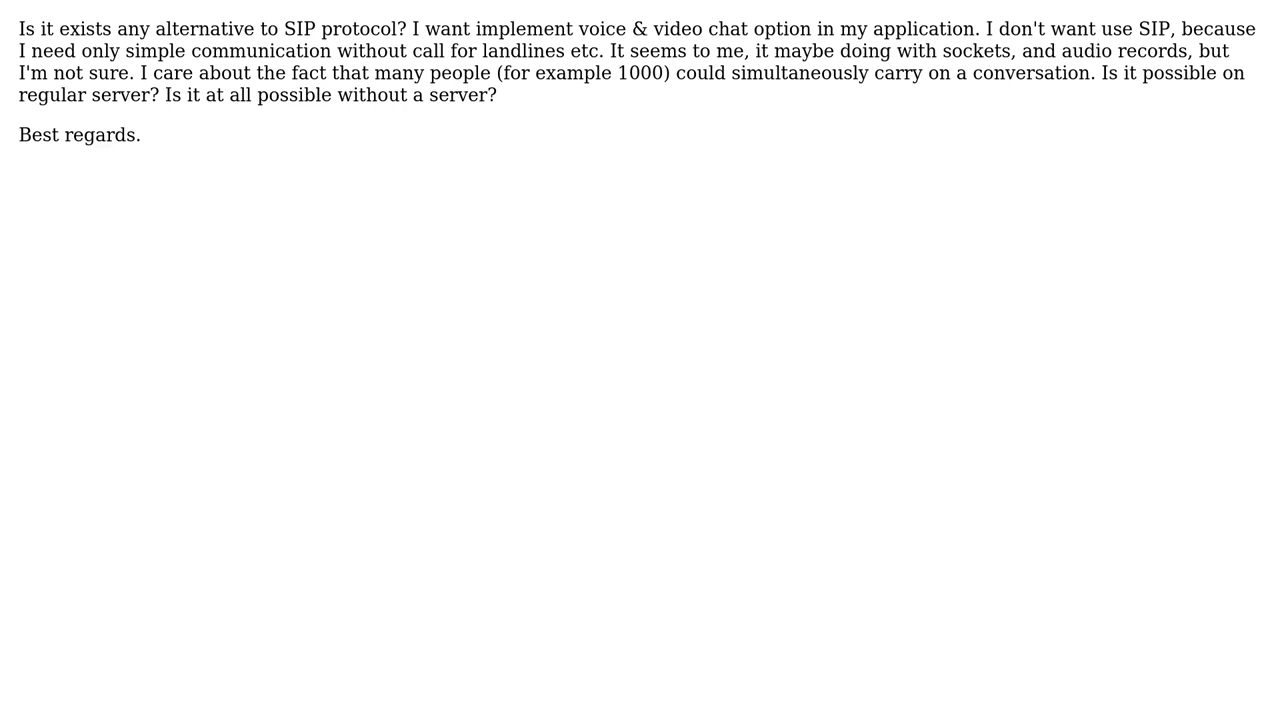 Is it exists any alternative to SIP protocol? I want implement voice & video chat option in my application. I don't want use SIP, because
I need only simple communication without call for landlines etc. It seems to me, it maybe doing with sockets, and audio records, but
I'm not sure. I care about the fact that many people (for example 1000) could simultaneously carry on a conversation. Is it possible on
regular server? Is it at all possible without a server?
Best regards.